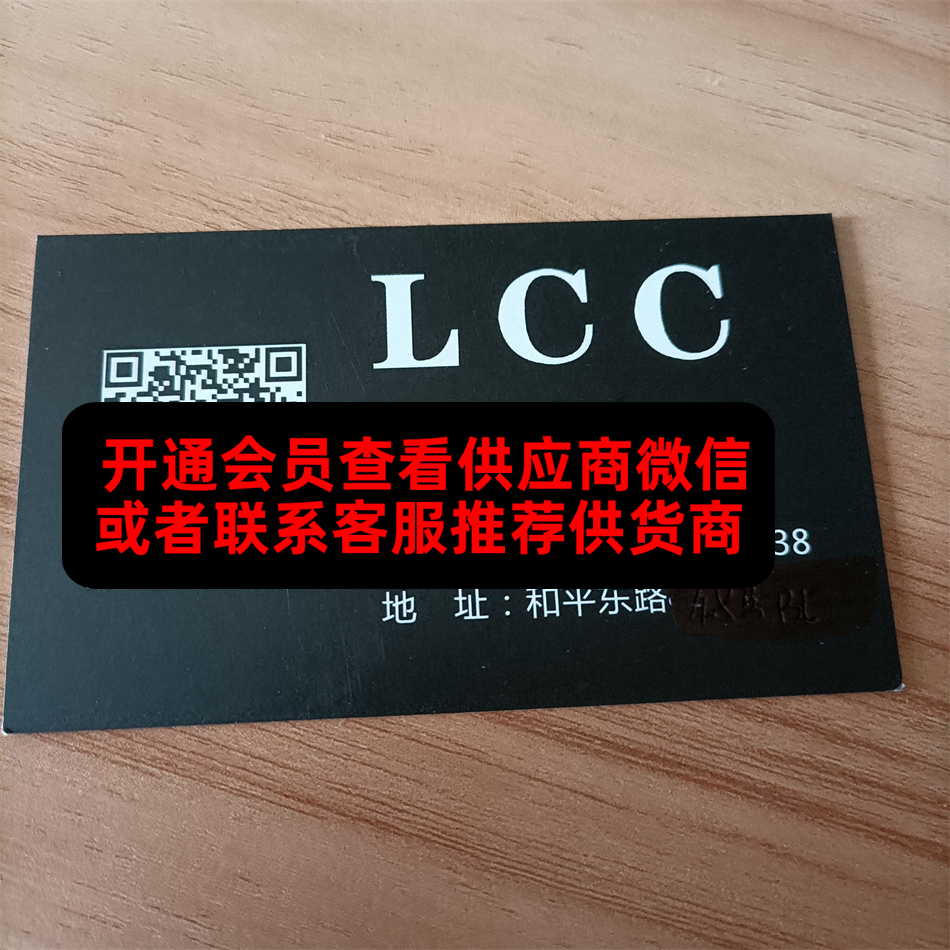 LCC
开通会员查看供应商微信
或者联系客服推荐供货商
38
地 址：和平东路